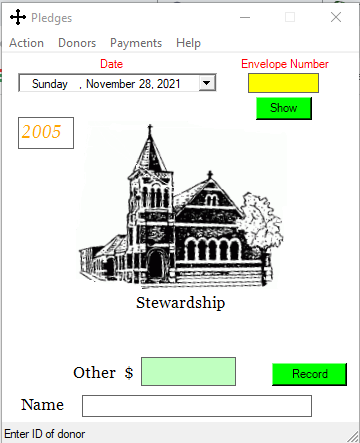 Pledges
Action Donors Payments Help
Date Envelope Number
Sunday , November 28, 2021
Show
2005
Stewardship
Other $
Record
Name
Enter ID of donor